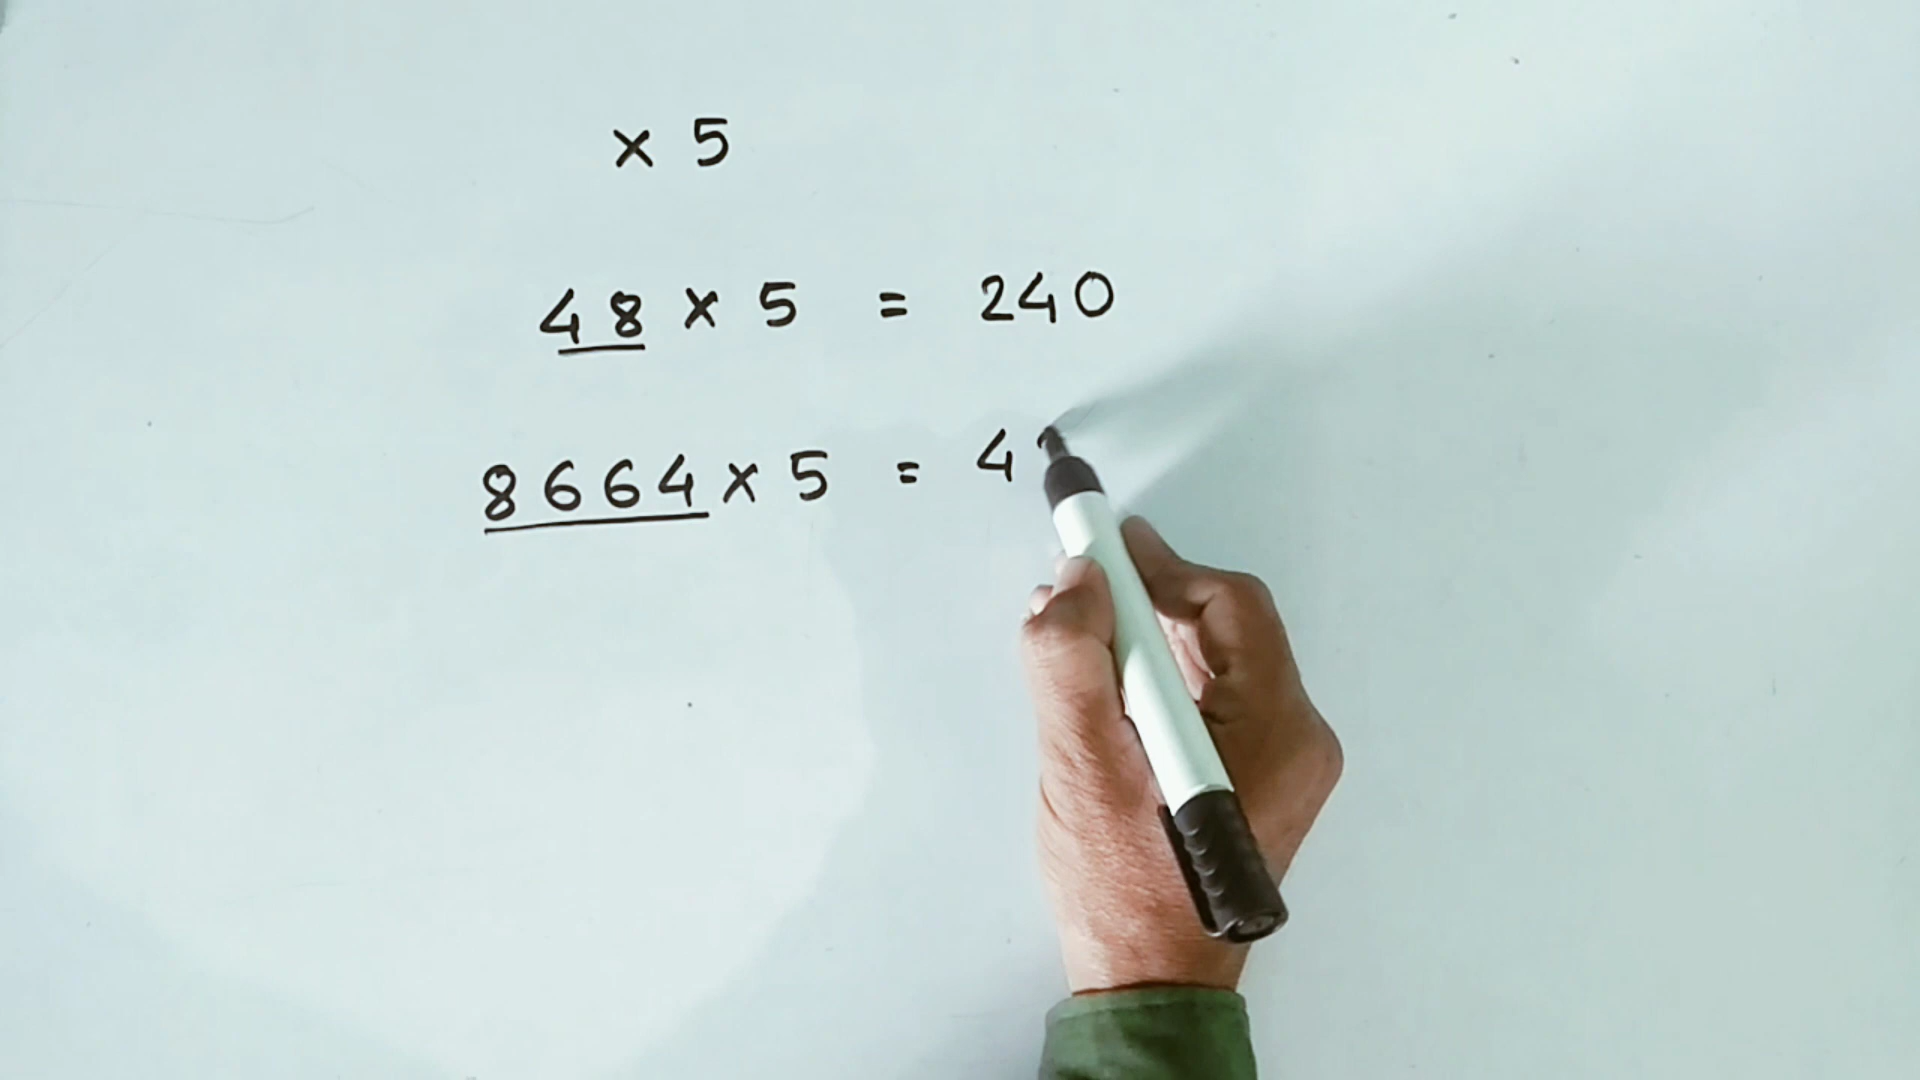 × 5
48 × 5 = 240
8664 × 5 = 4